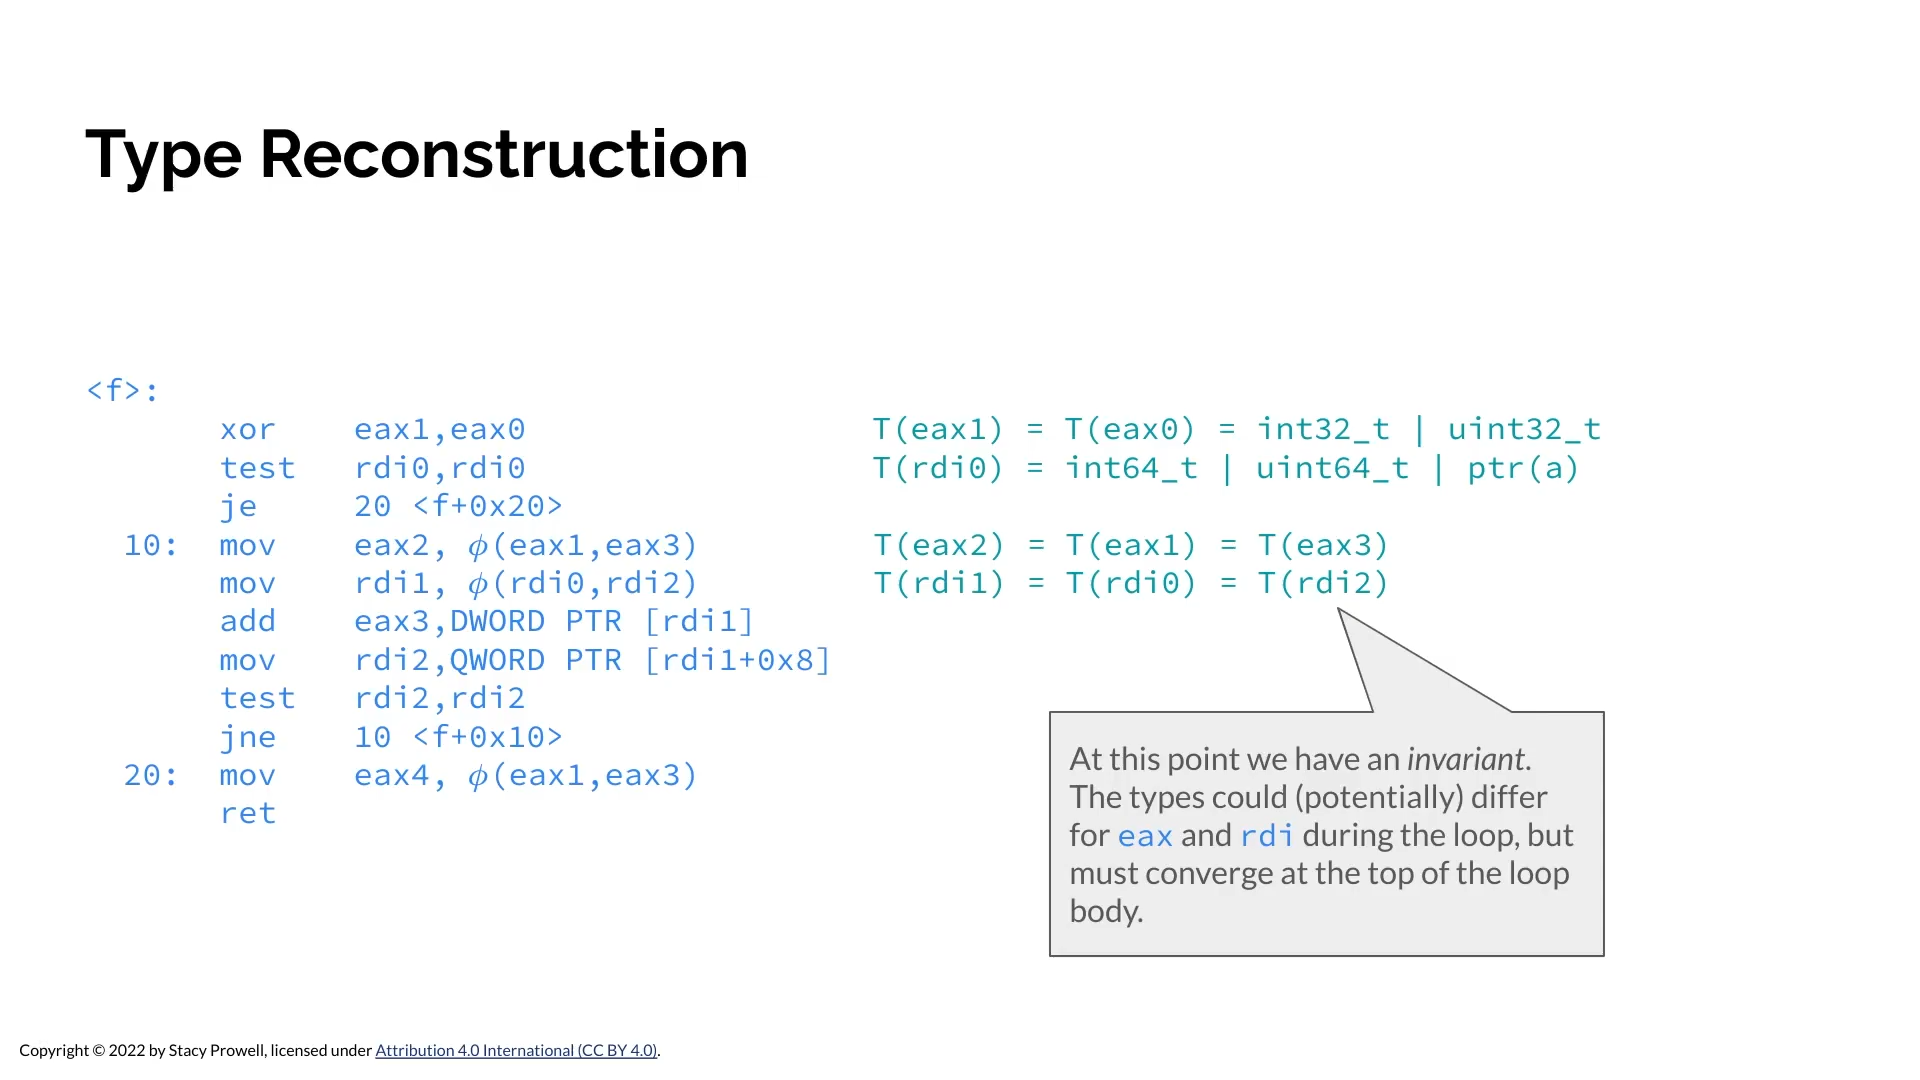 Type Reconstruction
<f>:
xor eax1,eax0 T(eax1) = T(eax0) = int32_t | uint32_t
test rdi0,rdi0 T(rdi0) = int64_t | uint64_t | ptr(a)
je 20 <f+0x20>
10: mov eax2, ϕ(eax1,eax3) T(eax2) = T(eax1) = T(eax3)
mov rdi1, ϕ(rdi0,rdi2) T(rdi1) = T(rdi0) = T(rdi2)
add eax3,DWORD PTR [rdi1]
mov rdi2,QWORD PTR [rdi1+0x8]
test rdi2,rdi2
jne 10 <f+0x10>
20: mov eax4, ϕ(eax1,eax3)
ret
At this point we have an invariant.
The types could (potentially) differ
for eax and rdi during the loop, but
must converge at the top of the loop
body.
Copyright © 2022 by Stacy Prowell, licensed under Attribution 4.0 International (CC BY 4.0).